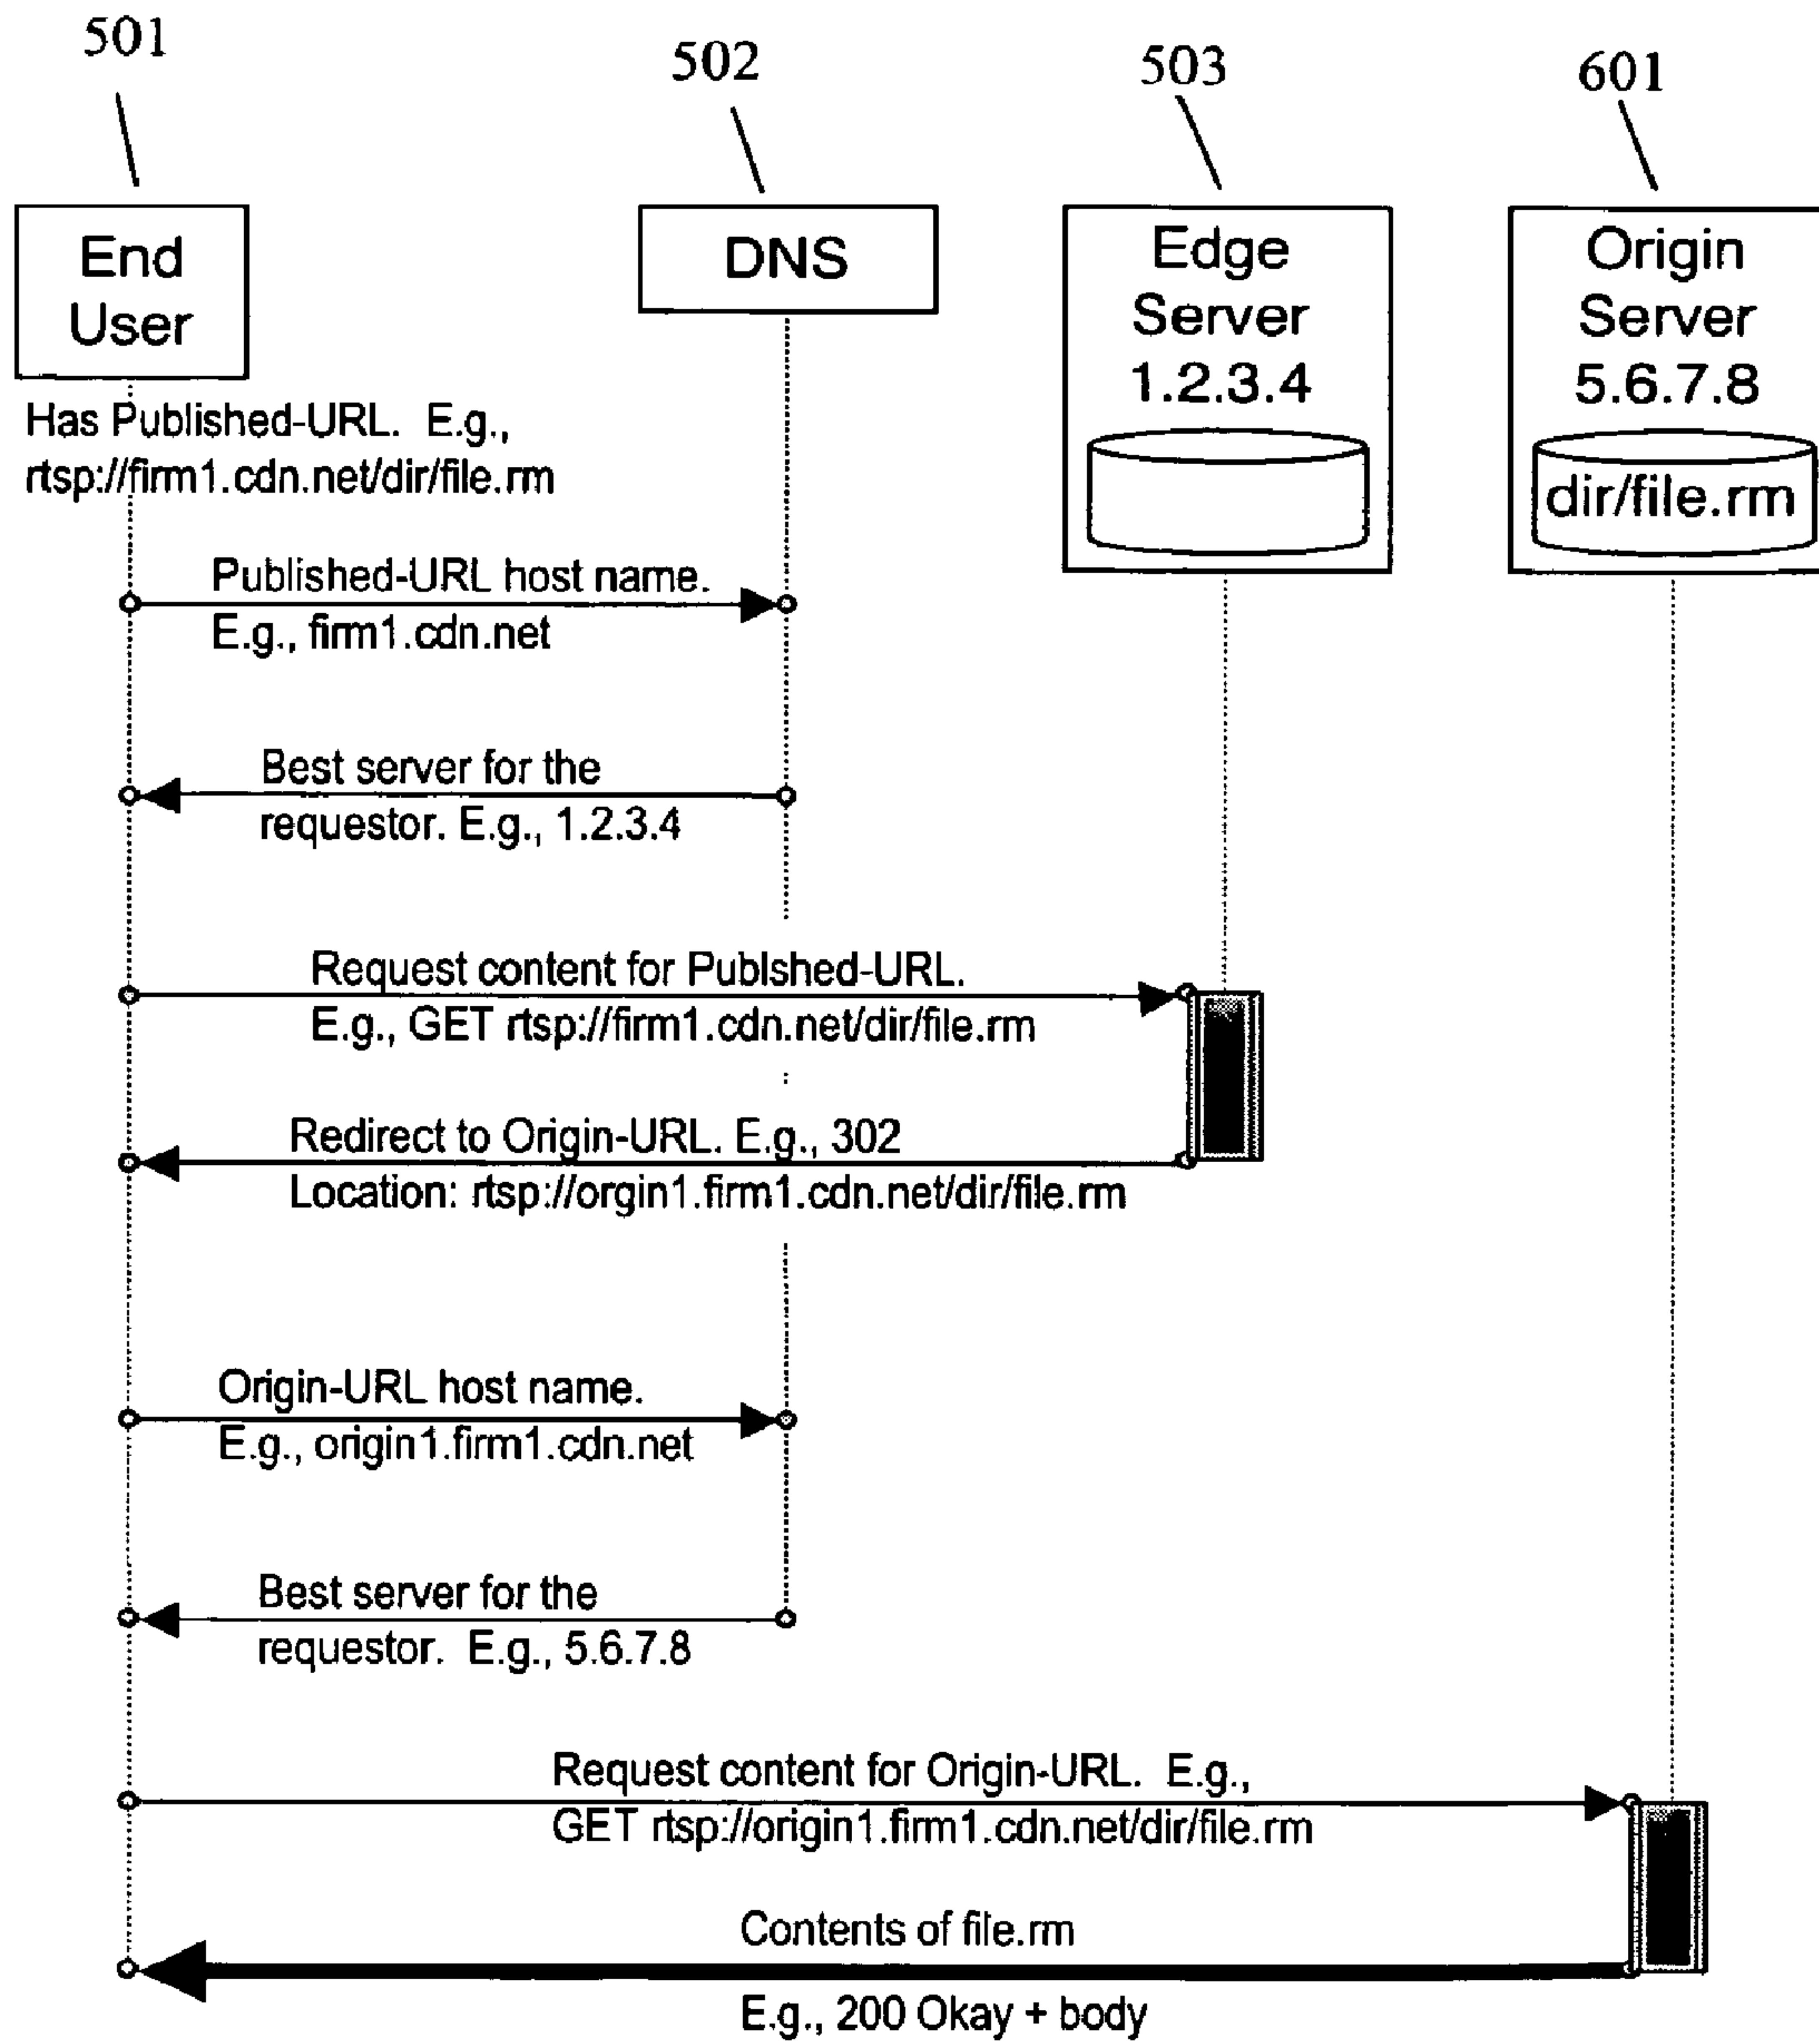 501
502
503
601
End
User
DNS
Edge
Server
1.2.3.4
Origin
Server
5.6.7.8
dir/file.rm
Has Published-URL. E.g.,
rtsp://firm1.cdn.net/dir/file.rm
Published-URL host name.
E.g., firm1.cdn.net
Best server for the
requestor. E.g., 1.2.3.4
Request content for Publshed-URL.
E.g., GET rtsp://firm1.cdn.net/dir/file.rm
Redirect to Origin-URL. E.g., 302
Location: rtsp://orgin1.firm1.cdn.net/dir/file.rm
Origin-URL host name.
E.g., origin1.firm1.cdn.net
Best server for the
requestor. E.g., 5.6.7.8
Request content for Origin-URL. E.g.,
GET rtsp://origin1.firm1.cdn.net/dir/file.rm
Contents of file.rm
E.g., 200 Okay + body